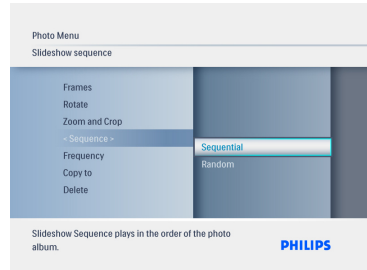 Photo Menu
Slideshow sequence
Frames
Rotate
Zoom and Crop
< Sequence >
Sequential
Random
Frequency
Copy to
Delete
Slideshow Sequence plays in the order of the photo
album.
PHILIPS